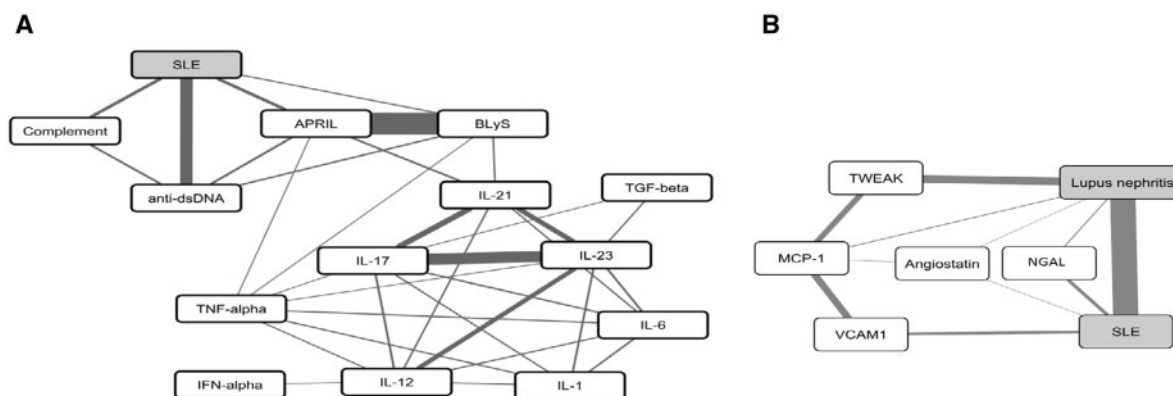 A
SLE
Complement
APRIL
BLyS
anti-dsDNA
IL-21
TGF-beta
IL-17
IL-23
TNF-alpha
IL-6
IFN-alpha
IL-12
IL-1
B
TWEAK
Lupus nephritis
MCP-1
Angiostatin
NGAL
VCAM1
SLE